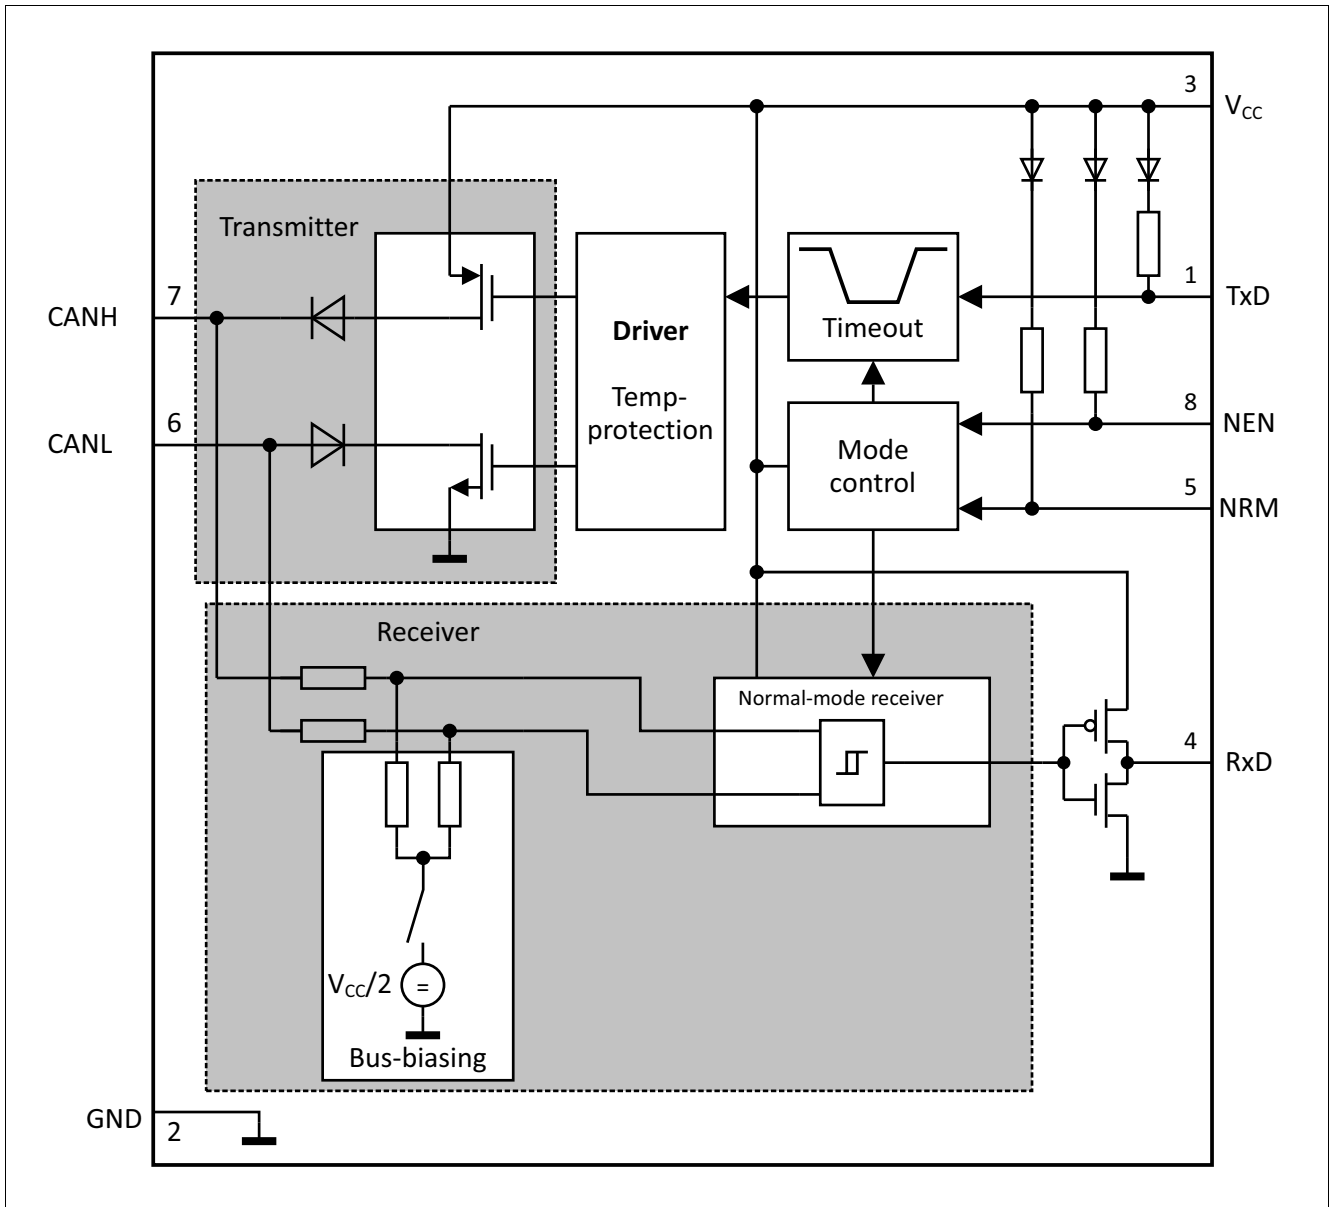 3
VCC
Transmitter
7
CANH
Driver
Temp-
protection
Timeout
1
TxD
6
CANL
Mode
control
8
NEN
5
NRM
Receiver
Normal-mode receiver
4
RxD
VCC/2
=
Bus-biasing
GND
2